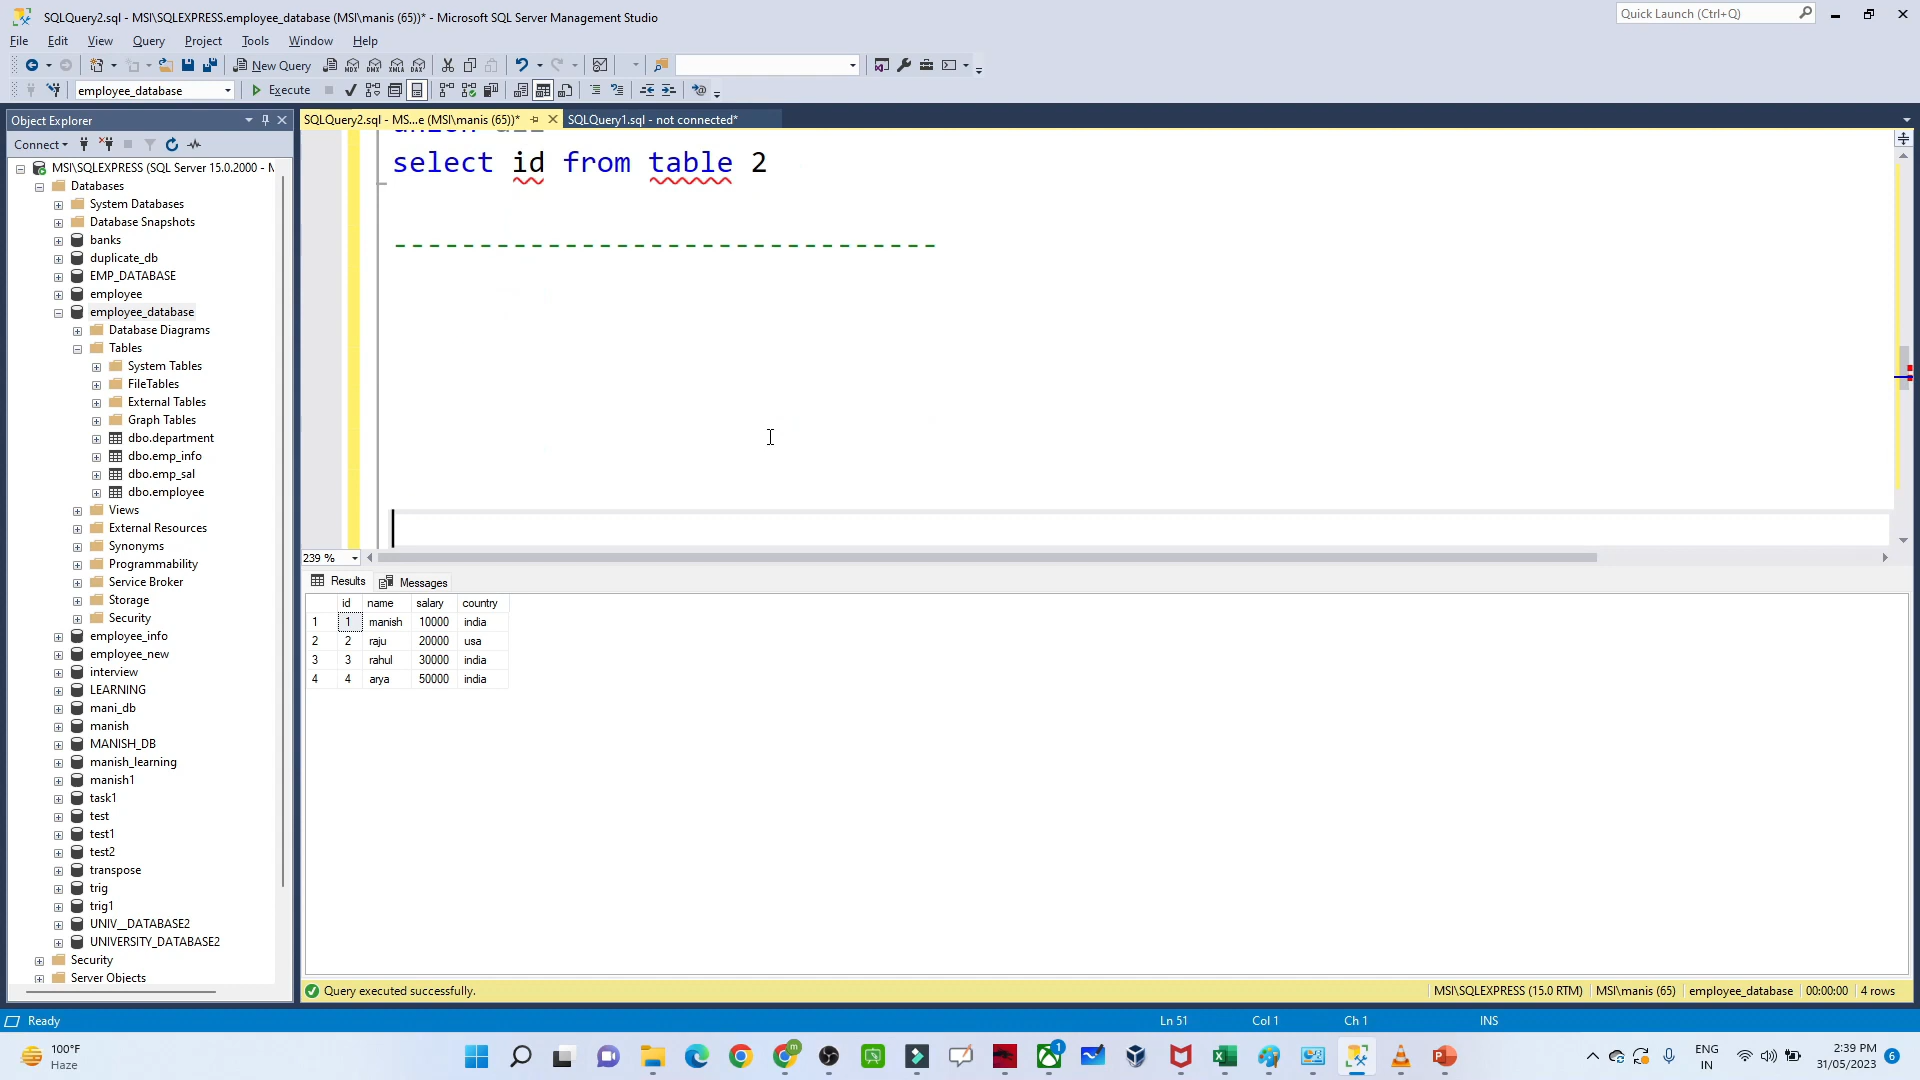 SQLQuery2.sql - MSI\SQLEXPRESS.employee_database (MSI\manis (65))* - Microsoft SQL Server Management Studio
Quick Launch (Ctrl+Q)
File Edit View Query Project Tools Window Help
New Query
MDX DMX XMLA DAX
employee_database
Execute
Object Explorer
SQLQuery2.sql - MS...e (MSI\manis (65))*
SQLQuery1.sql - not connected*
Connect
MSI\SQLEXPRESS (SQL Server 15.0.2000 - M
Databases
System Databases
Database Snapshots
banks
duplicate_db
EMP_DATABASE
employee
employee_database
Database Diagrams
Tables
System Tables
FileTables
External Tables
Graph Tables
dbo.department
dbo.emp_info
dbo.emp_sal
dbo.employee
Views
External Resources
Synonyms
Programmability
Service Broker
Storage
Security
employee_info
employee_new
interview
LEARNING
mani_db
manish
MANISH_DB
manish_learning
manish1
task1
test
test1
test2
transpose
trig
trig1
UNIV__DATABASE2
UNIVERSITY_DATABASE2
Security
Server Objects
union all
select id from table 2
--------------------------------
239 %
Results Messages
id name salary country
1 1 manish 10000 india
2 2 raju 20000 usa
3 3 rahul 30000 india
4 4 arya 50000 india
Query executed successfully.
MSI\SQLEXPRESS (15.0 RTM) MSI\manis (65) employee_database 00:00:00 4 rows
Ready
Ln 51 Col 1 Ch 1 INS
100°F
Haze
m
1
ENG
IN
2:39 PM
31/05/2023
6